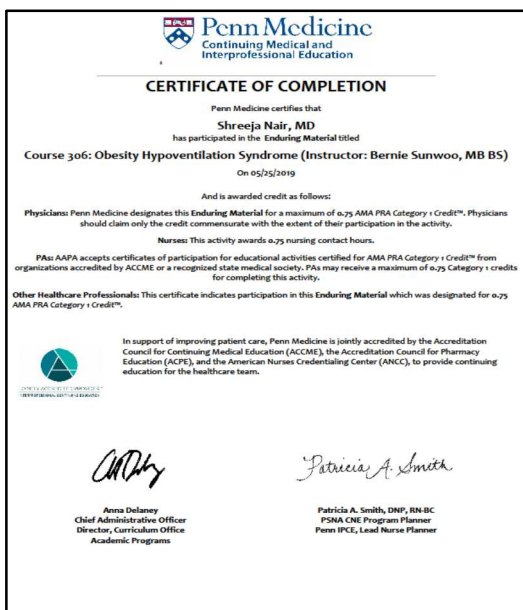 Penn Medicine
Continuing Medical and
Interprofessional Education
CERTIFICATE OF COMPLETION
Penn Medicine certifies that
Shreeja Nair, MD
has participated in the Enduring Material titled
Course 306: Obesity Hypoventilation Syndrome (Instructor: Bernie Sunwoo, MB BS)
On 05/25/2019
And is awarded credit as follows:
Physicians: Penn Medicine designates this Enduring Material for a maximum of 0.75 AMA PRA Category 1 Credit™. Physicians
should claim only the credit commensurate with the extent of their participation in the activity.
Nurses: This activity awards 0.75 nursing contact hours.
PAs: AAPA accepts certificates of participation for educational activities certified for AMA PRA Category 1 Credit™ from
organizations accredited by ACCME or a recognized state medical society. PAs may receive a maximum of 0.75 Category 1 credits
for completing this activity.
Other Healthcare Professionals: This certificate indicates participation in this Enduring Material which was designated for 0.75
AMA PRA Category 1 Credit™.
In support of improving patient care, Penn Medicine is jointly accredited by the Accreditation
Council for Continuing Medical Education (ACCME), the Accreditation Council for Pharmacy
Education (ACPE), and the American Nurses Credentialing Center (ANCC), to provide continuing
education for the healthcare team.
Patricia A. Smith
Anna Delaney
Chief Administrative Officer
Director, Curriculum Office
Academic Programs
Patricia A. Smith, DNP, RN-BC
PSNA CNE Program Planner
Penn IPCE, Lead Nurse Planner